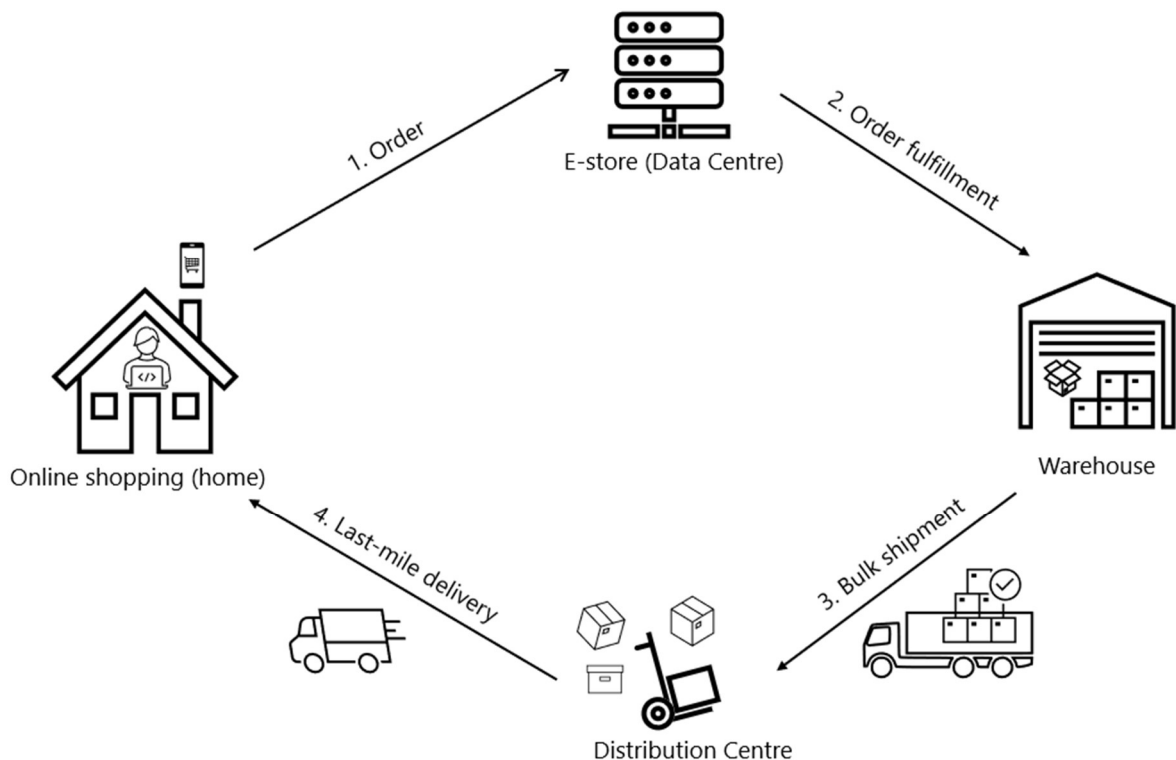 E-store (Data Centre)
1. Order
2. Order fulfillment
</>
Online shopping (home)
Warehouse
4. Last-mile delivery
3. Bulk shipment
Distribution Centre